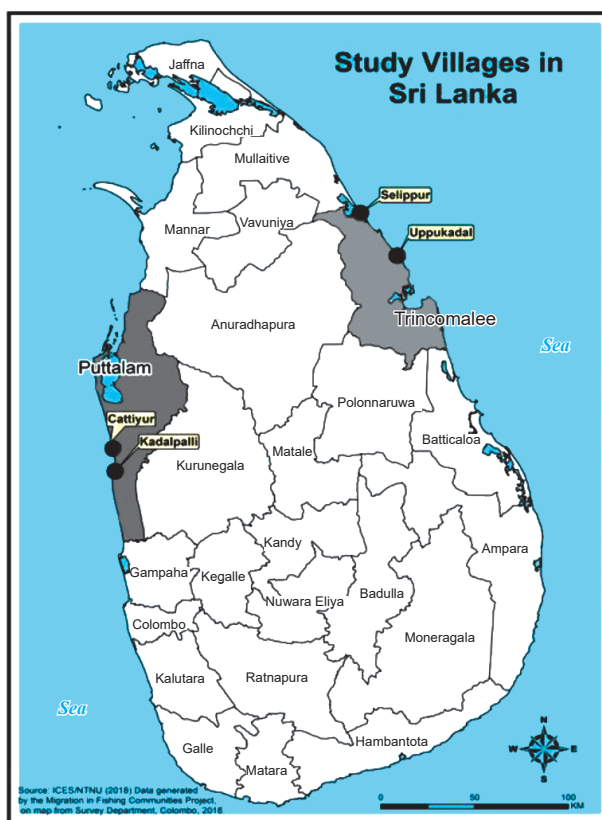 Study Villages in
Sri Lanka
Jaffna
Kilinochchi
Mullaitive
Selippur
Mannar
Vavuniya
Uppukadal
Anuradhapura
Trincomalee
Sea
Puttalam
Polonnaruwa
Cattiyur
Kadalpalli
Matale
Batticaloa
Kurunegala
Kandy
Ampara
Gampaha
Kegalle
Nuwara Eliya
Badulla
Colombo
Moneragala
Kalutara
Ratnapura
Sea
Galle
Hambantota
Matara
N
W
E
S
Source: ICES/NTNU (2018) Data generated
by the Migration in Fishing Communities Project,
on map from Survey Department, Colombo, 2016
0
50
100
KM